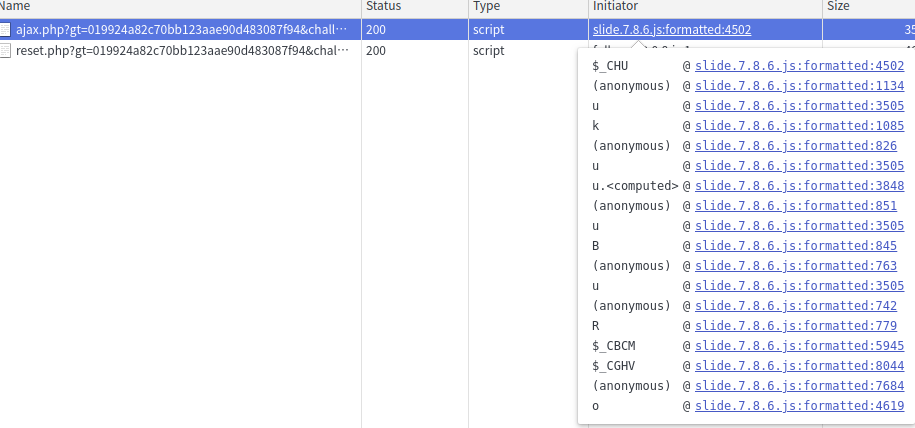 Name Status Type Initiator Size
ajax.php?gt=019924a82c70bb123aae90d483087f94&chall··· 200 script slide.7.8.6.js:formatted:4502 35
reset.php?gt=019924a82c70bb123aae90d483087f94&chal··· 200 script
$_CHU @ slide.7.8.6.js:formatted:4502
(anonymous) @ slide.7.8.6.js:formatted:1134
u @ slide.7.8.6.js:formatted:3505
k @ slide.7.8.6.js:formatted:1085
(anonymous) @ slide.7.8.6.js:formatted:826
u @ slide.7.8.6.js:formatted:3505
u.<computed> @ slide.7.8.6.js:formatted:3848
(anonymous) @ slide.7.8.6.js:formatted:851
u @ slide.7.8.6.js:formatted:3505
B @ slide.7.8.6.js:formatted:845
(anonymous) @ slide.7.8.6.js:formatted:763
u @ slide.7.8.6.js:formatted:3505
(anonymous) @ slide.7.8.6.js:formatted:742
R @ slide.7.8.6.js:formatted:779
$_CBCM @ slide.7.8.6.js:formatted:5945
$_CGHV @ slide.7.8.6.js:formatted:8044
(anonymous) @ slide.7.8.6.js:formatted:7684
o @ slide.7.8.6.js:formatted:4619